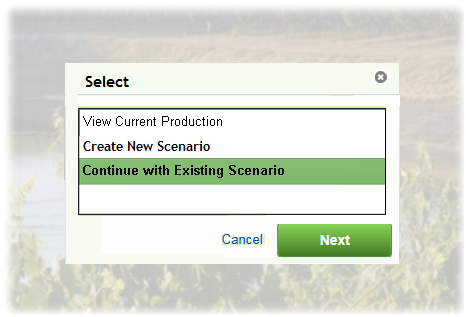 Select
View Current Production
Create New Scenario
Continue with Existing Scenario
Cancel
Next